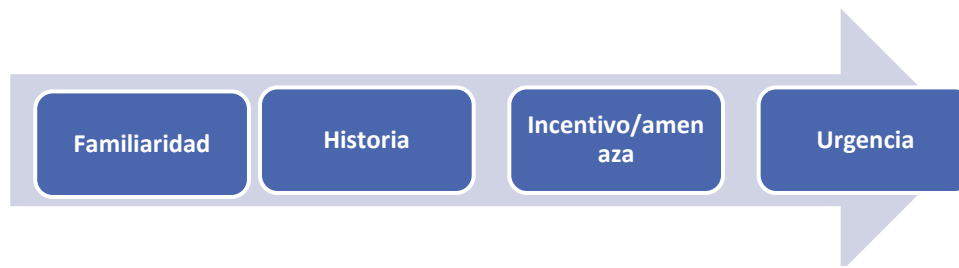 Familiaridad
Historia
Incentivo/amen
aza
Urgencia